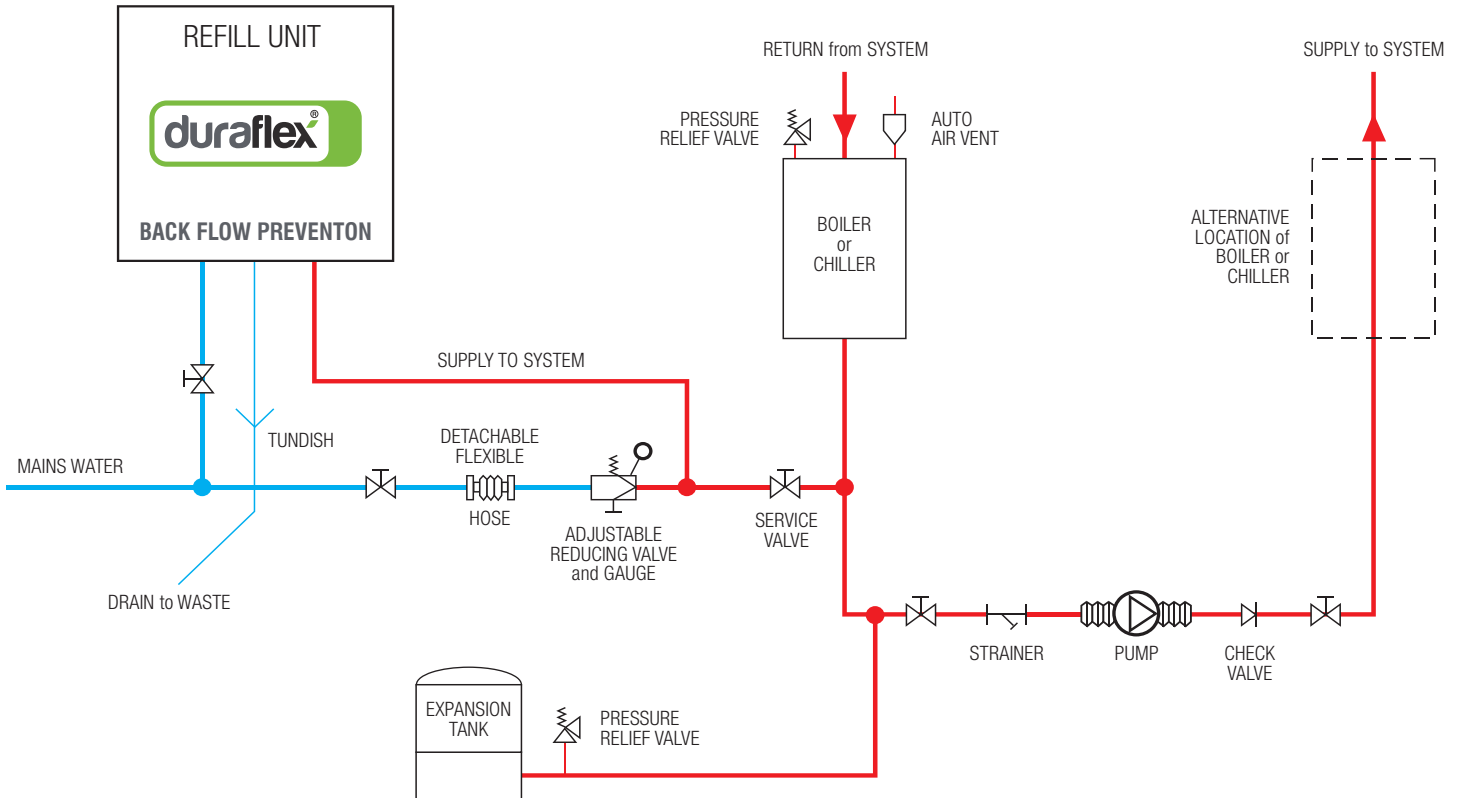 REFILL UNIT
duraflex®
BACK FLOW PREVENTON
RETURN from SYSTEM
SUPPLY to SYSTEM
PRESSURE
RELIEF VALVE
AUTO
AIR VENT
BOILER
or
CHILLER
ALTERNATIVE
LOCATION of
BOILER or
CHILLER
SUPPLY TO SYSTEM
TUNDISH
MAINS WATER
DETACHABLE
FLEXIBLE
HOSE
ADJUSTABLE
REDUCING VALVE
and GAUGE
SERVICE
VALVE
DRAIN to WASTE
STRAINER
PUMP
CHECK
VALVE
EXPANSION
TANK
PRESSURE
RELIEF VALVE